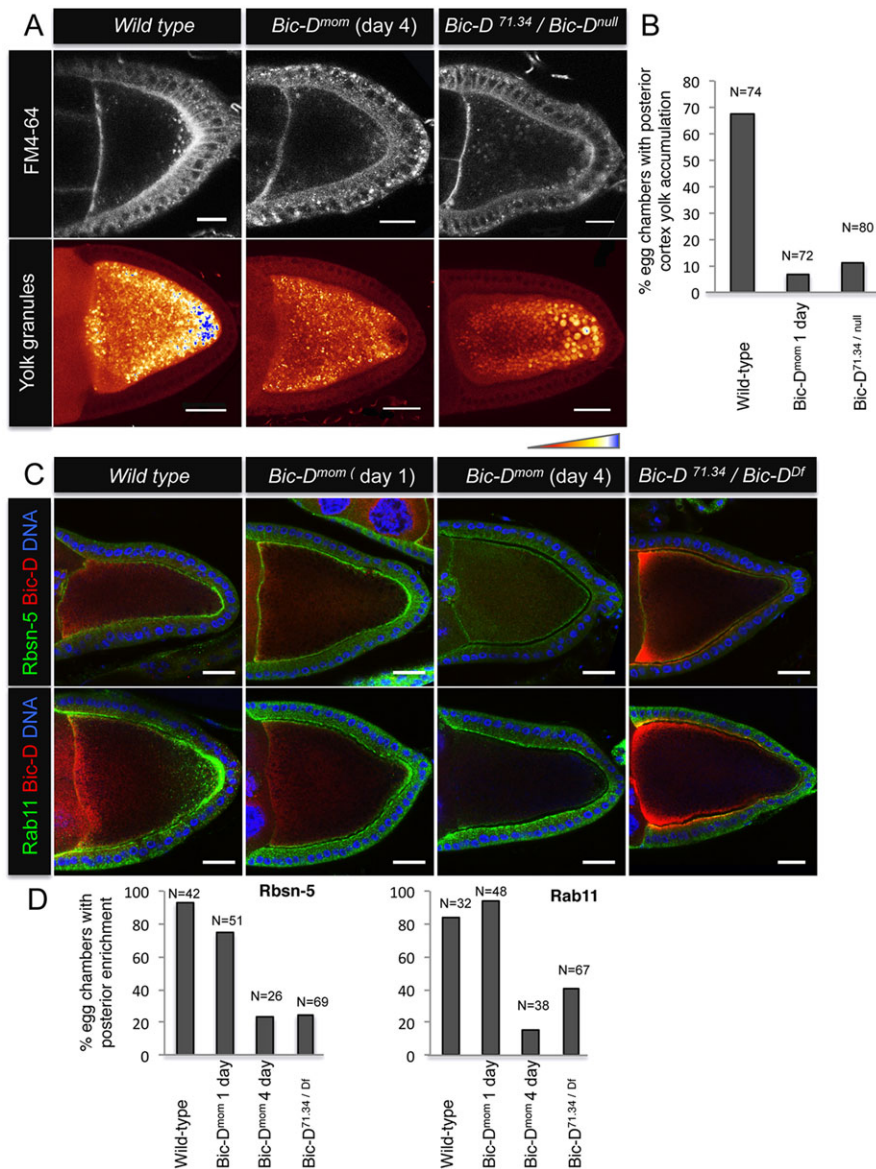 A
Wild type
Bic-Dmom (day 4)
Bic-D 71.34 / Bic-Dnull
FM4-64
Yolk granules
B
% egg chambers with posterior
cortex yolk accumulation
80
70
60
50
40
30
20
10
0
N=74
N=72
N=80
Wild-type
Bic-Dmom 1 day
Bic-D71.34 / null
C
Wild type
Bic-Dmom ( day 1)
Bic-Dmom (day 4)
Bic-D 71.34 / Bic-DDf
Rbsn-5 Bic-D DNA
Rab11 Bic-D DNA
D
Rbsn-5
% egg chambers with
posterior enrichment
100
80
60
40
20
0
N=42
N=51
N=26
N=69
Wild-type
Bic-Dmom 1 day
Bic-Dmom 4 day
Bic-D71.34 / Df
Rab11
100
80
60
40
20
0
N=32
N=48
N=38
N=67
Wild-type
Bic-Dmom 1 day
Bic-Dmom 4 day
Bic-D71.34 / Df